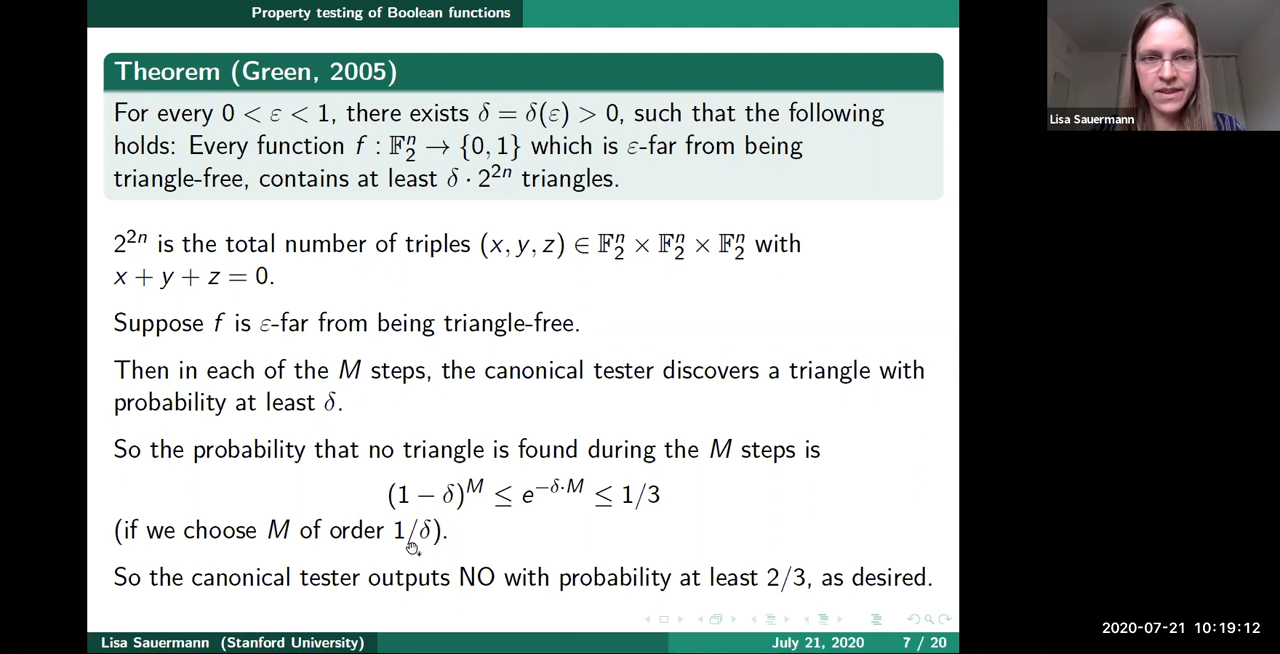 Property testing of Boolean functions
Theorem (Green, 2005)
For every 0 < ε < 1, there exists δ = δ(ε) > 0, such that the following
holds: Every function f : 𝔽₂ⁿ → {0, 1} which is ε-far from being
triangle-free, contains at least δ · 2²ⁿ triangles.
2²ⁿ is the total number of triples (x, y, z) ∈ 𝔽₂ⁿ × 𝔽₂ⁿ × 𝔽₂ⁿ with
x + y + z = 0.
Suppose f is ε-far from being triangle-free.
Then in each of the M steps, the canonical tester discovers a triangle with
probability at least δ.
So the probability that no triangle is found during the M steps is
(1 − δ)ᴹ ≤ e^{−δ·M} ≤ 1/3
(if we choose M of order 1/δ).
So the canonical tester outputs NO with probability at least 2/3, as desired.
Lisa Sauermann (Stanford University) July 21, 2020 7 / 20
Lisa Sauermann
2020-07-21 10:19:12